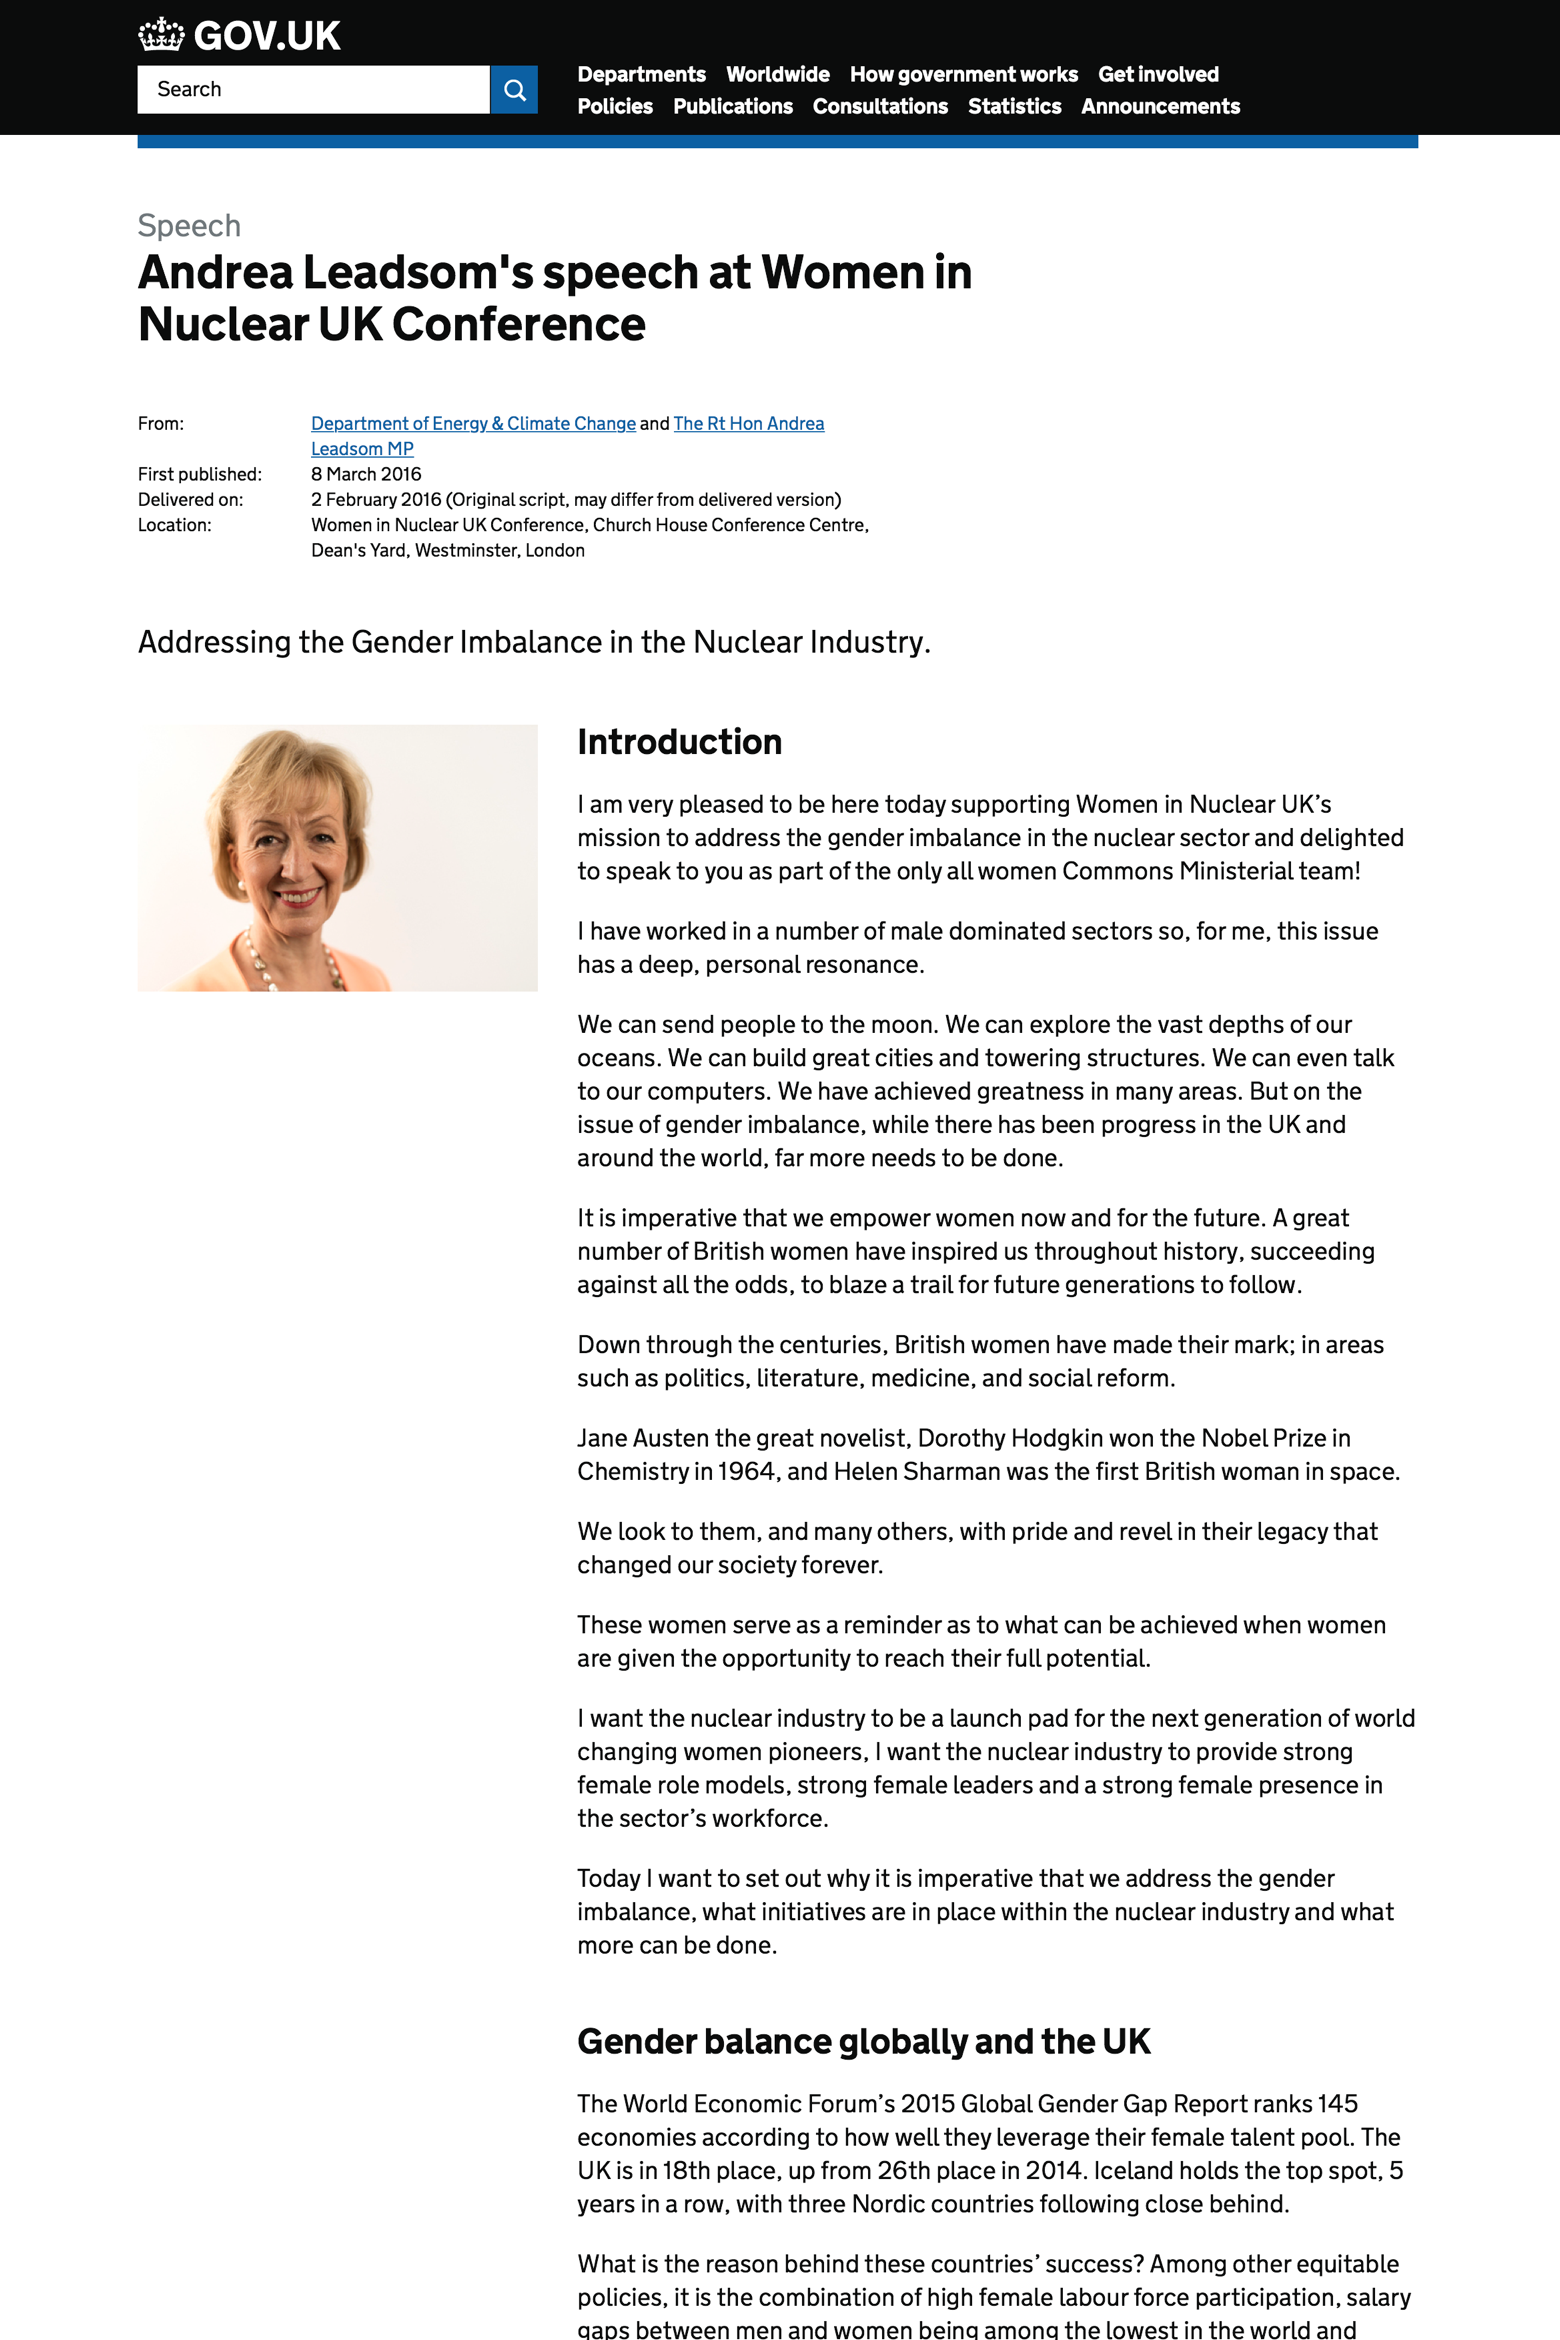 GOV.UK
Search
Departments Worldwide How government works Get involved
Policies Publications Consultations Statistics Announcements
Speech
Andrea Leadsom's speech at Women in
Nuclear UK Conference
From: Department of Energy & Climate Change and The Rt Hon Andrea
Leadsom MP
First published: 8 March 2016
Delivered on: 2 February 2016 (Original script, may differ from delivered version)
Location: Women in Nuclear UK Conference, Church House Conference Centre,
Dean's Yard, Westminster, London
Addressing the Gender Imbalance in the Nuclear Industry.
Introduction
I am very pleased to be here today supporting Women in Nuclear UK’s
mission to address the gender imbalance in the nuclear sector and delighted
to speak to you as part of the only all women Commons Ministerial team!
I have worked in a number of male dominated sectors so, for me, this issue
has a deep, personal resonance.
We can send people to the moon. We can explore the vast depths of our
oceans. We can build great cities and towering structures. We can even talk
to our computers. We have achieved greatness in many areas. But on the
issue of gender imbalance, while there has been progress in the UK and
around the world, far more needs to be done.
It is imperative that we empower women now and for the future. A great
number of British women have inspired us throughout history, succeeding
against all the odds, to blaze a trail for future generations to follow.
Down through the centuries, British women have made their mark; in areas
such as politics, literature, medicine, and social reform.
Jane Austen the great novelist, Dorothy Hodgkin won the Nobel Prize in
Chemistry in 1964, and Helen Sharman was the first British woman in space.
We look to them, and many others, with pride and revel in their legacy that
changed our society forever.
These women serve as a reminder as to what can be achieved when women
are given the opportunity to reach their full potential.
I want the nuclear industry to be a launch pad for the next generation of world
changing women pioneers, I want the nuclear industry to provide strong
female role models, strong female leaders and a strong female presence in
the sector’s workforce.
Today I want to set out why it is imperative that we address the gender
imbalance, what initiatives are in place within the nuclear industry and what
more can be done.
Gender balance globally and the UK
The World Economic Forum’s 2015 Global Gender Gap Report ranks 145
economies according to how well they leverage their female talent pool. The
UK is in 18th place, up from 26th place in 2014. Iceland holds the top spot, 5
years in a row, with three Nordic countries following close behind.
What is the reason behind these countries’ success? Among other equitable
policies, it is the combination of high female labour force participation, salary
gaps between men and women being among the lowest in the world and